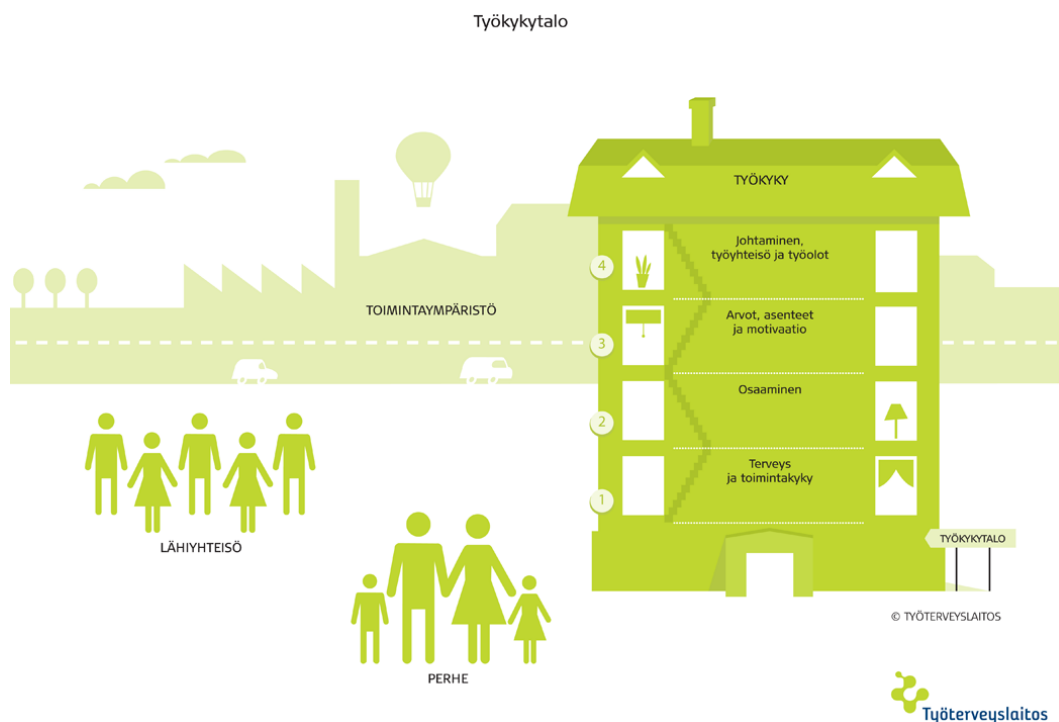 Työkykytalo
TYÖKYKY
4
Johtaminen,
työyhteisö ja työolot
3
Arvot, asenteet
ja motivaatio
2
Osaaminen
1
Terveys
ja toimintakyky
TOIMINTAYMPÄRISTÖ
LÄHIYHTEISÖ
PERHE
TYÖKYKYTALO
© TYÖTERVEYSLAITOS
Työterveyslaitos